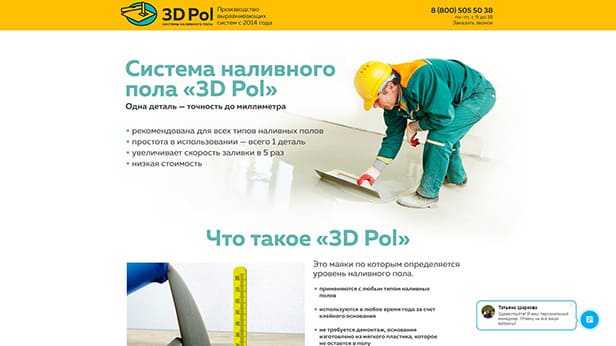 3D Pol
системы наливного пола
Производство
выравнивающих
систем с 2014 года
8 (800) 505 50 38
пн-пт, с 9 до 18
Заказать звонок
Система наливного
пола «3D Pol»
Одна деталь — точность до миллиметра
• рекомендована для всех типов наливных полов
• простота в использовании — всего 1 деталь
• увеличивает скорость заливки в 5 раз
• низкая стоимость
Что такое «3D Pol»
Это маяки по которым определяется
уровень наливного пола.
• применяются с любым типом наливных
полов
• используются в любое время года за счет
клейкого основания
• не требуется демонтаж, основание
изготовлено из мягкого пластика, которое
не остается в полу
Татьяна Шаркова
Здравствуйте! Я ваш персональный
менеджер. Отвечу на все ваши
вопросы!